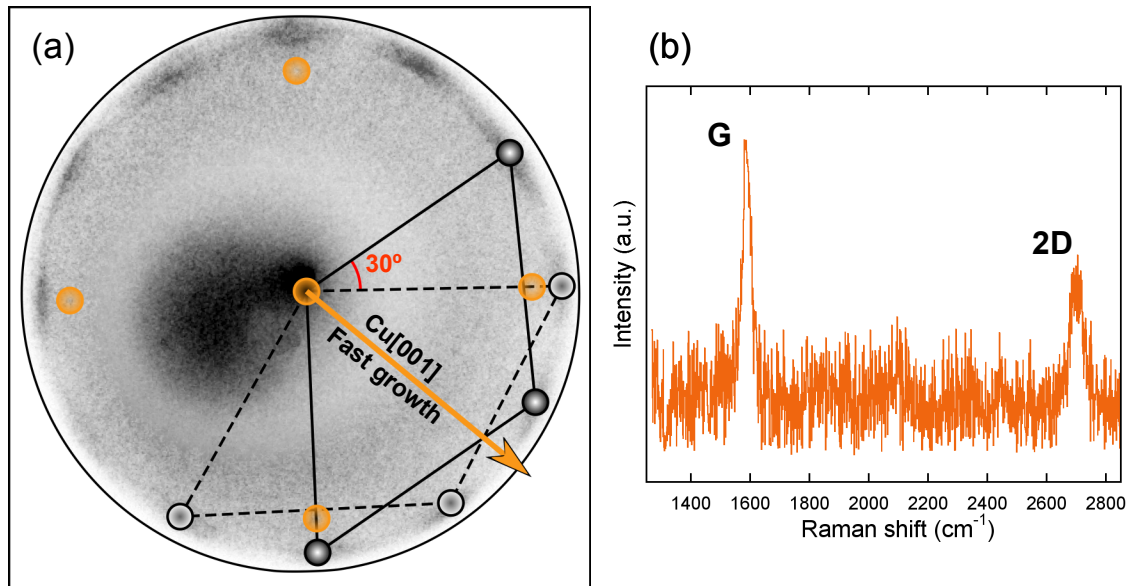 (a)
30º
Cu[001]
Fast growth
(b)
G
2D
Intensity (a.u.)
1400 1600 1800 2000 2200 2400 2600 2800
Raman shift (cm⁻¹)